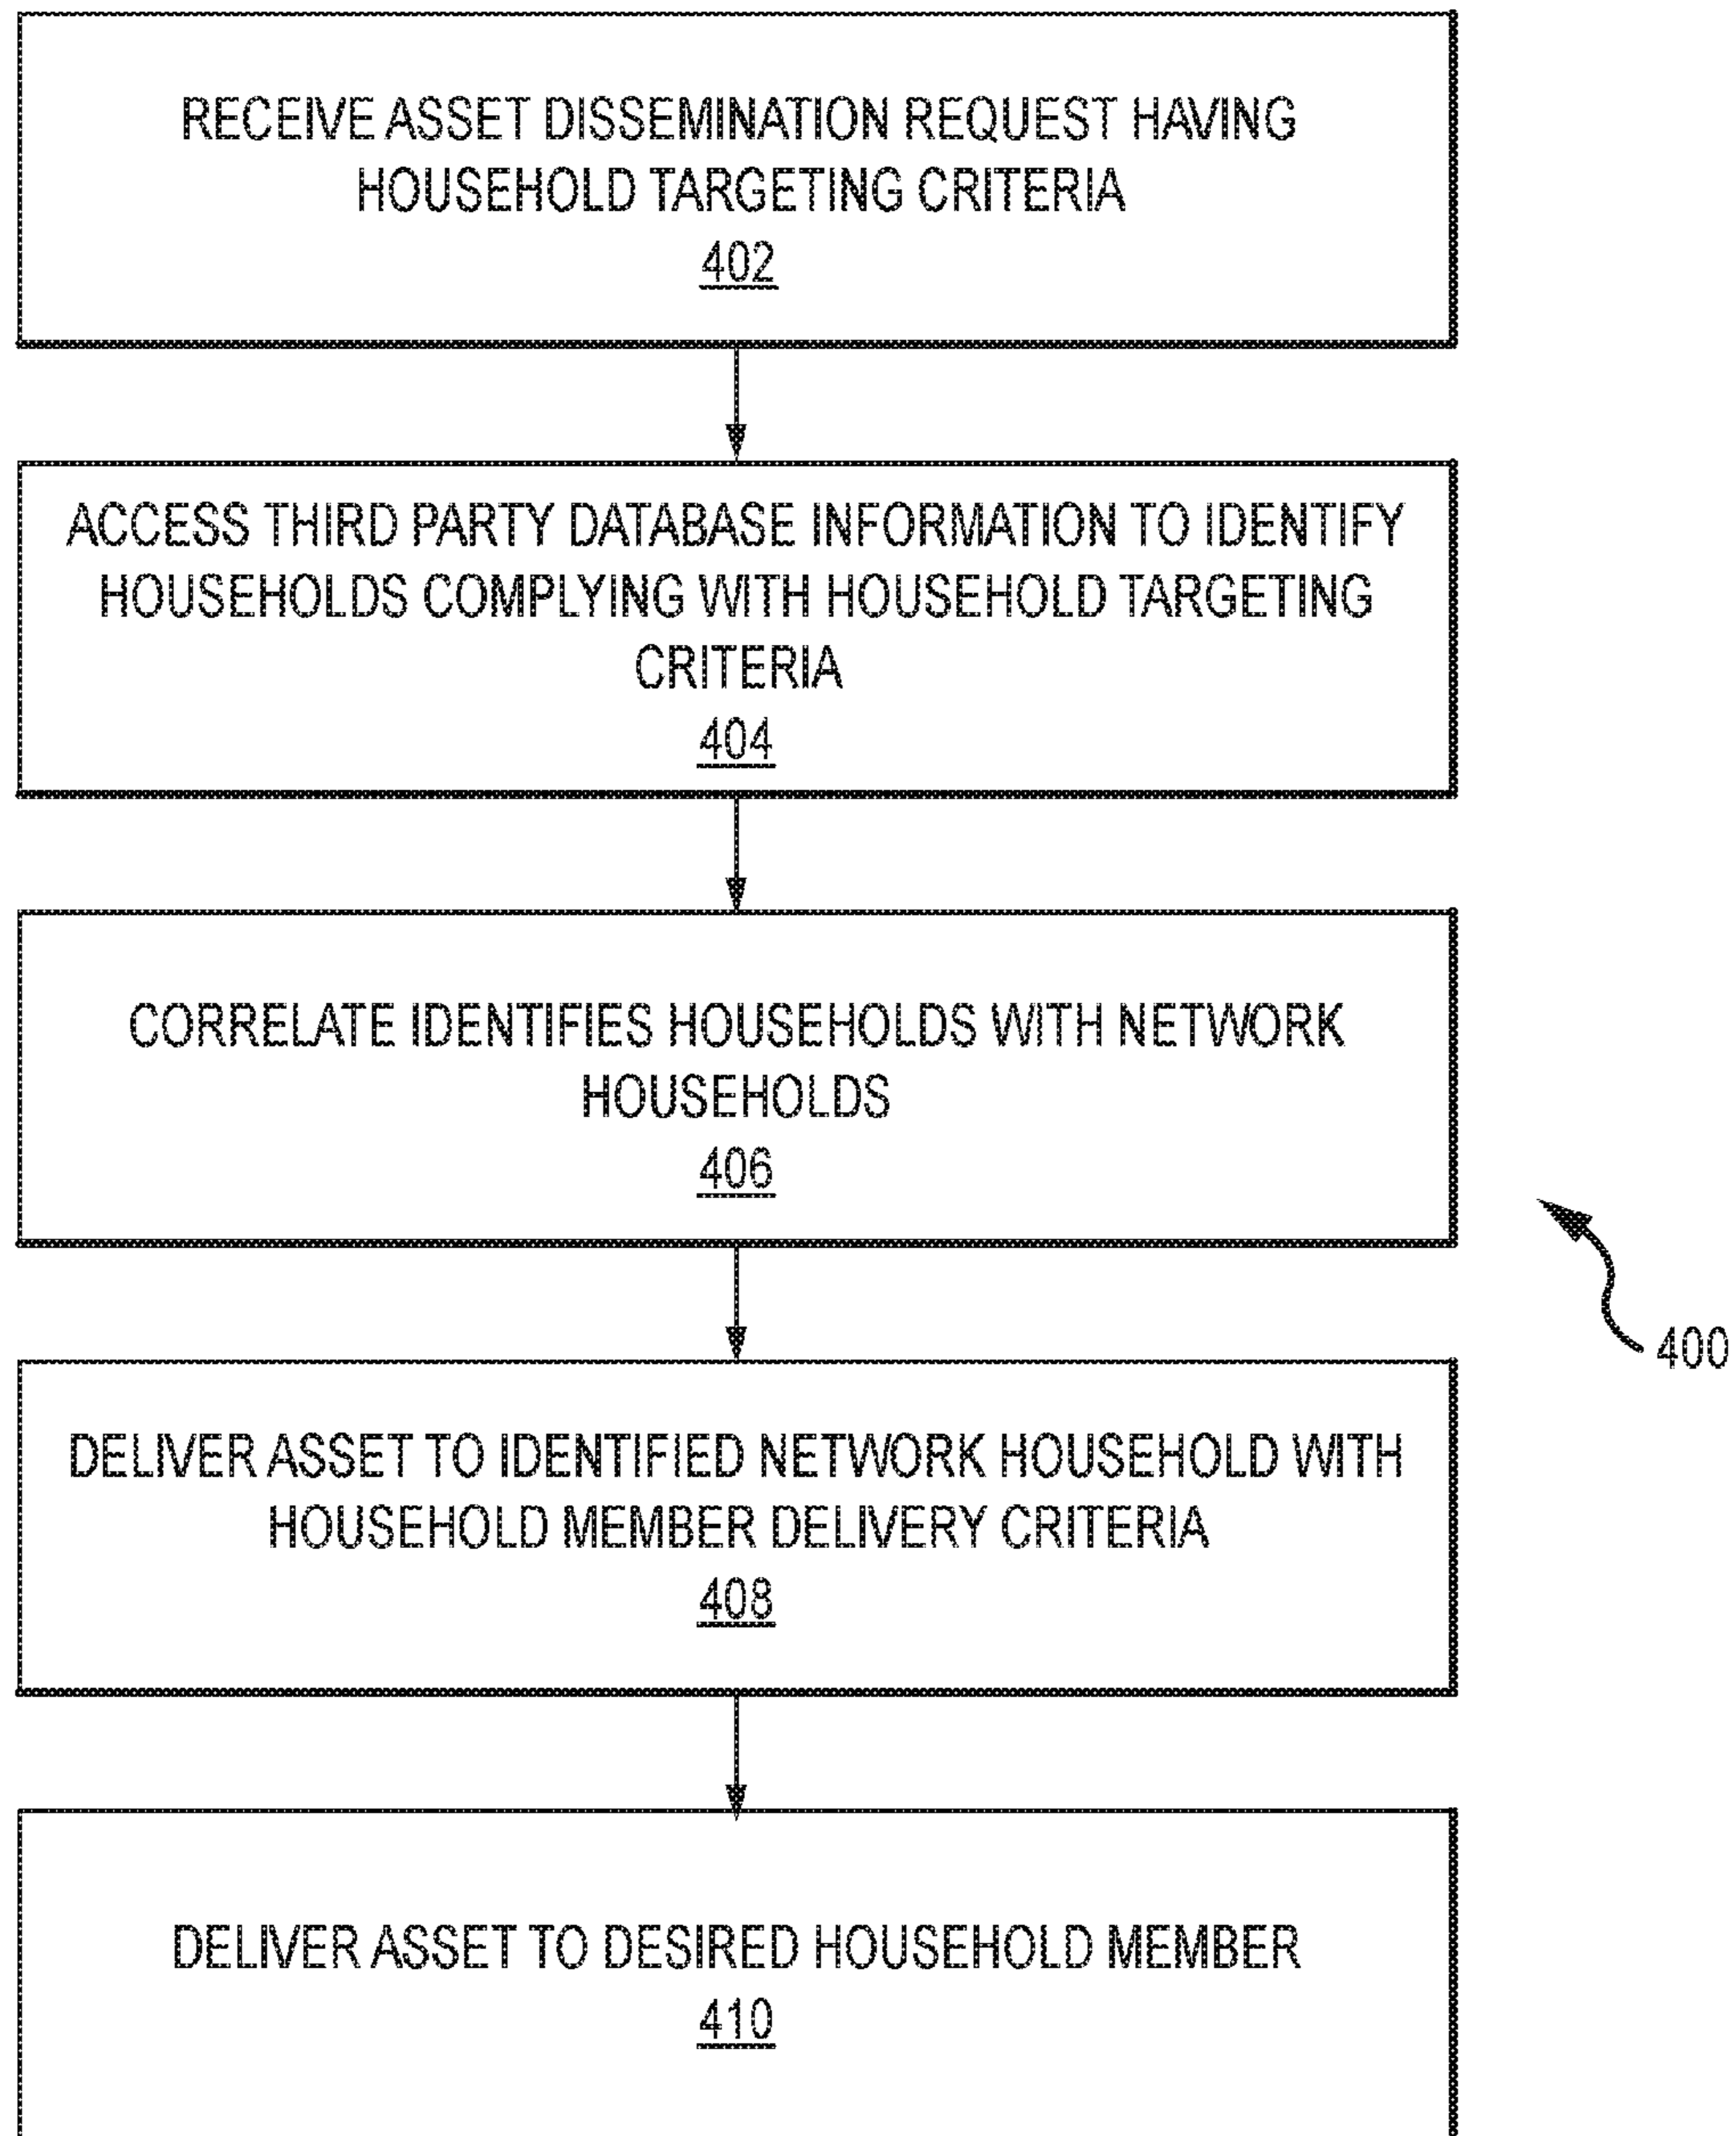 RECEIVE ASSET DISSEMINATION REQUEST HAVING
HOUSEHOLD TARGETING CRITERIA
402
ACCESS THIRD PARTY DATABASE INFORMATION TO IDENTIFY
HOUSEHOLDS COMPLYING WITH HOUSEHOLD TARGETING
CRITERIA
404
CORRELATE IDENTIFIES HOUSEHOLDS WITH NETWORK
HOUSEHOLDS
406
400
DELIVER ASSET TO IDENTIFIED NETWORK HOUSEHOLD WITH
HOUSEHOLD MEMBER DELIVERY CRITERIA
408
DELIVER ASSET TO DESIRED HOUSEHOLD MEMBER
410